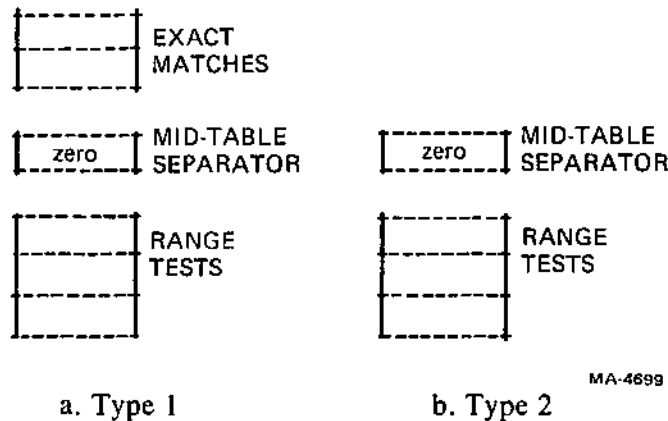 EXACT
MATCHES
zero
MID-TABLE
SEPARATOR
RANGE
TESTS
zero
MID-TABLE
SEPARATOR
RANGE
TESTS
MA-4699
a. Type 1
b. Type 2